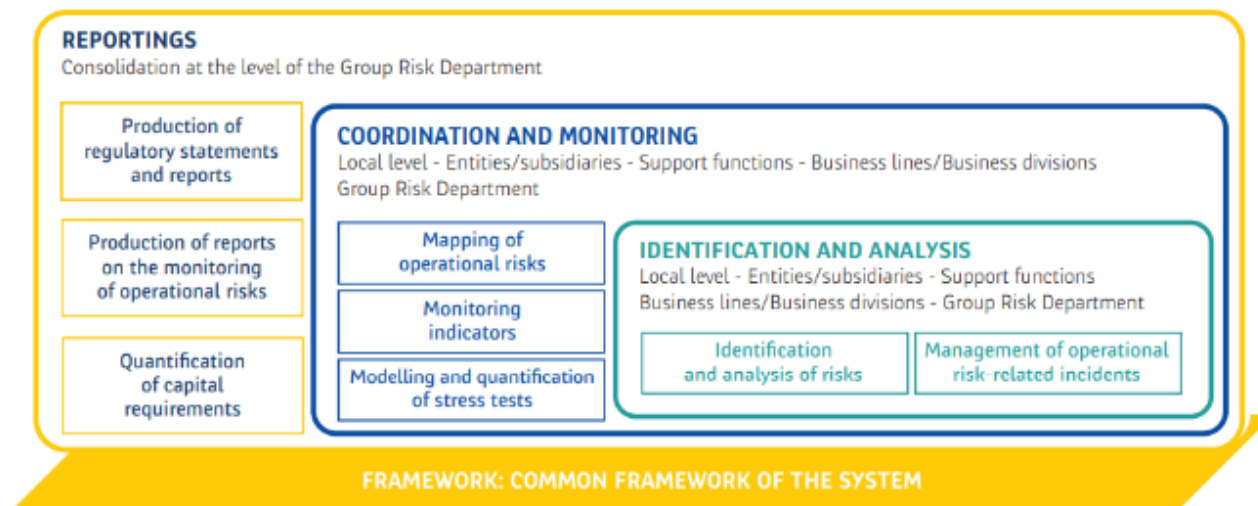 REPORTINGS
Consolidation at the level of the Group Risk Department
Production of
regulatory statements
and reports
Production of reports
on the monitoring
of operational risks
Quantification
of capital
requirements
COORDINATION AND MONITORING
Local level - Entities/subsidiaries - Support functions - Business lines/Business divisions
Group Risk Department
Mapping of
operational risks
Monitoring
indicators
Modelling and quantification
of stress tests
IDENTIFICATION AND ANALYSIS
Local level - Entities/subsidiaries - Support functions
Business lines/Business divisions - Group Risk Department
Identification
and analysis of risks
Management of operational
risk-related incidents
FRAMEWORK: COMMON FRAMEWORK OF THE SYSTEM